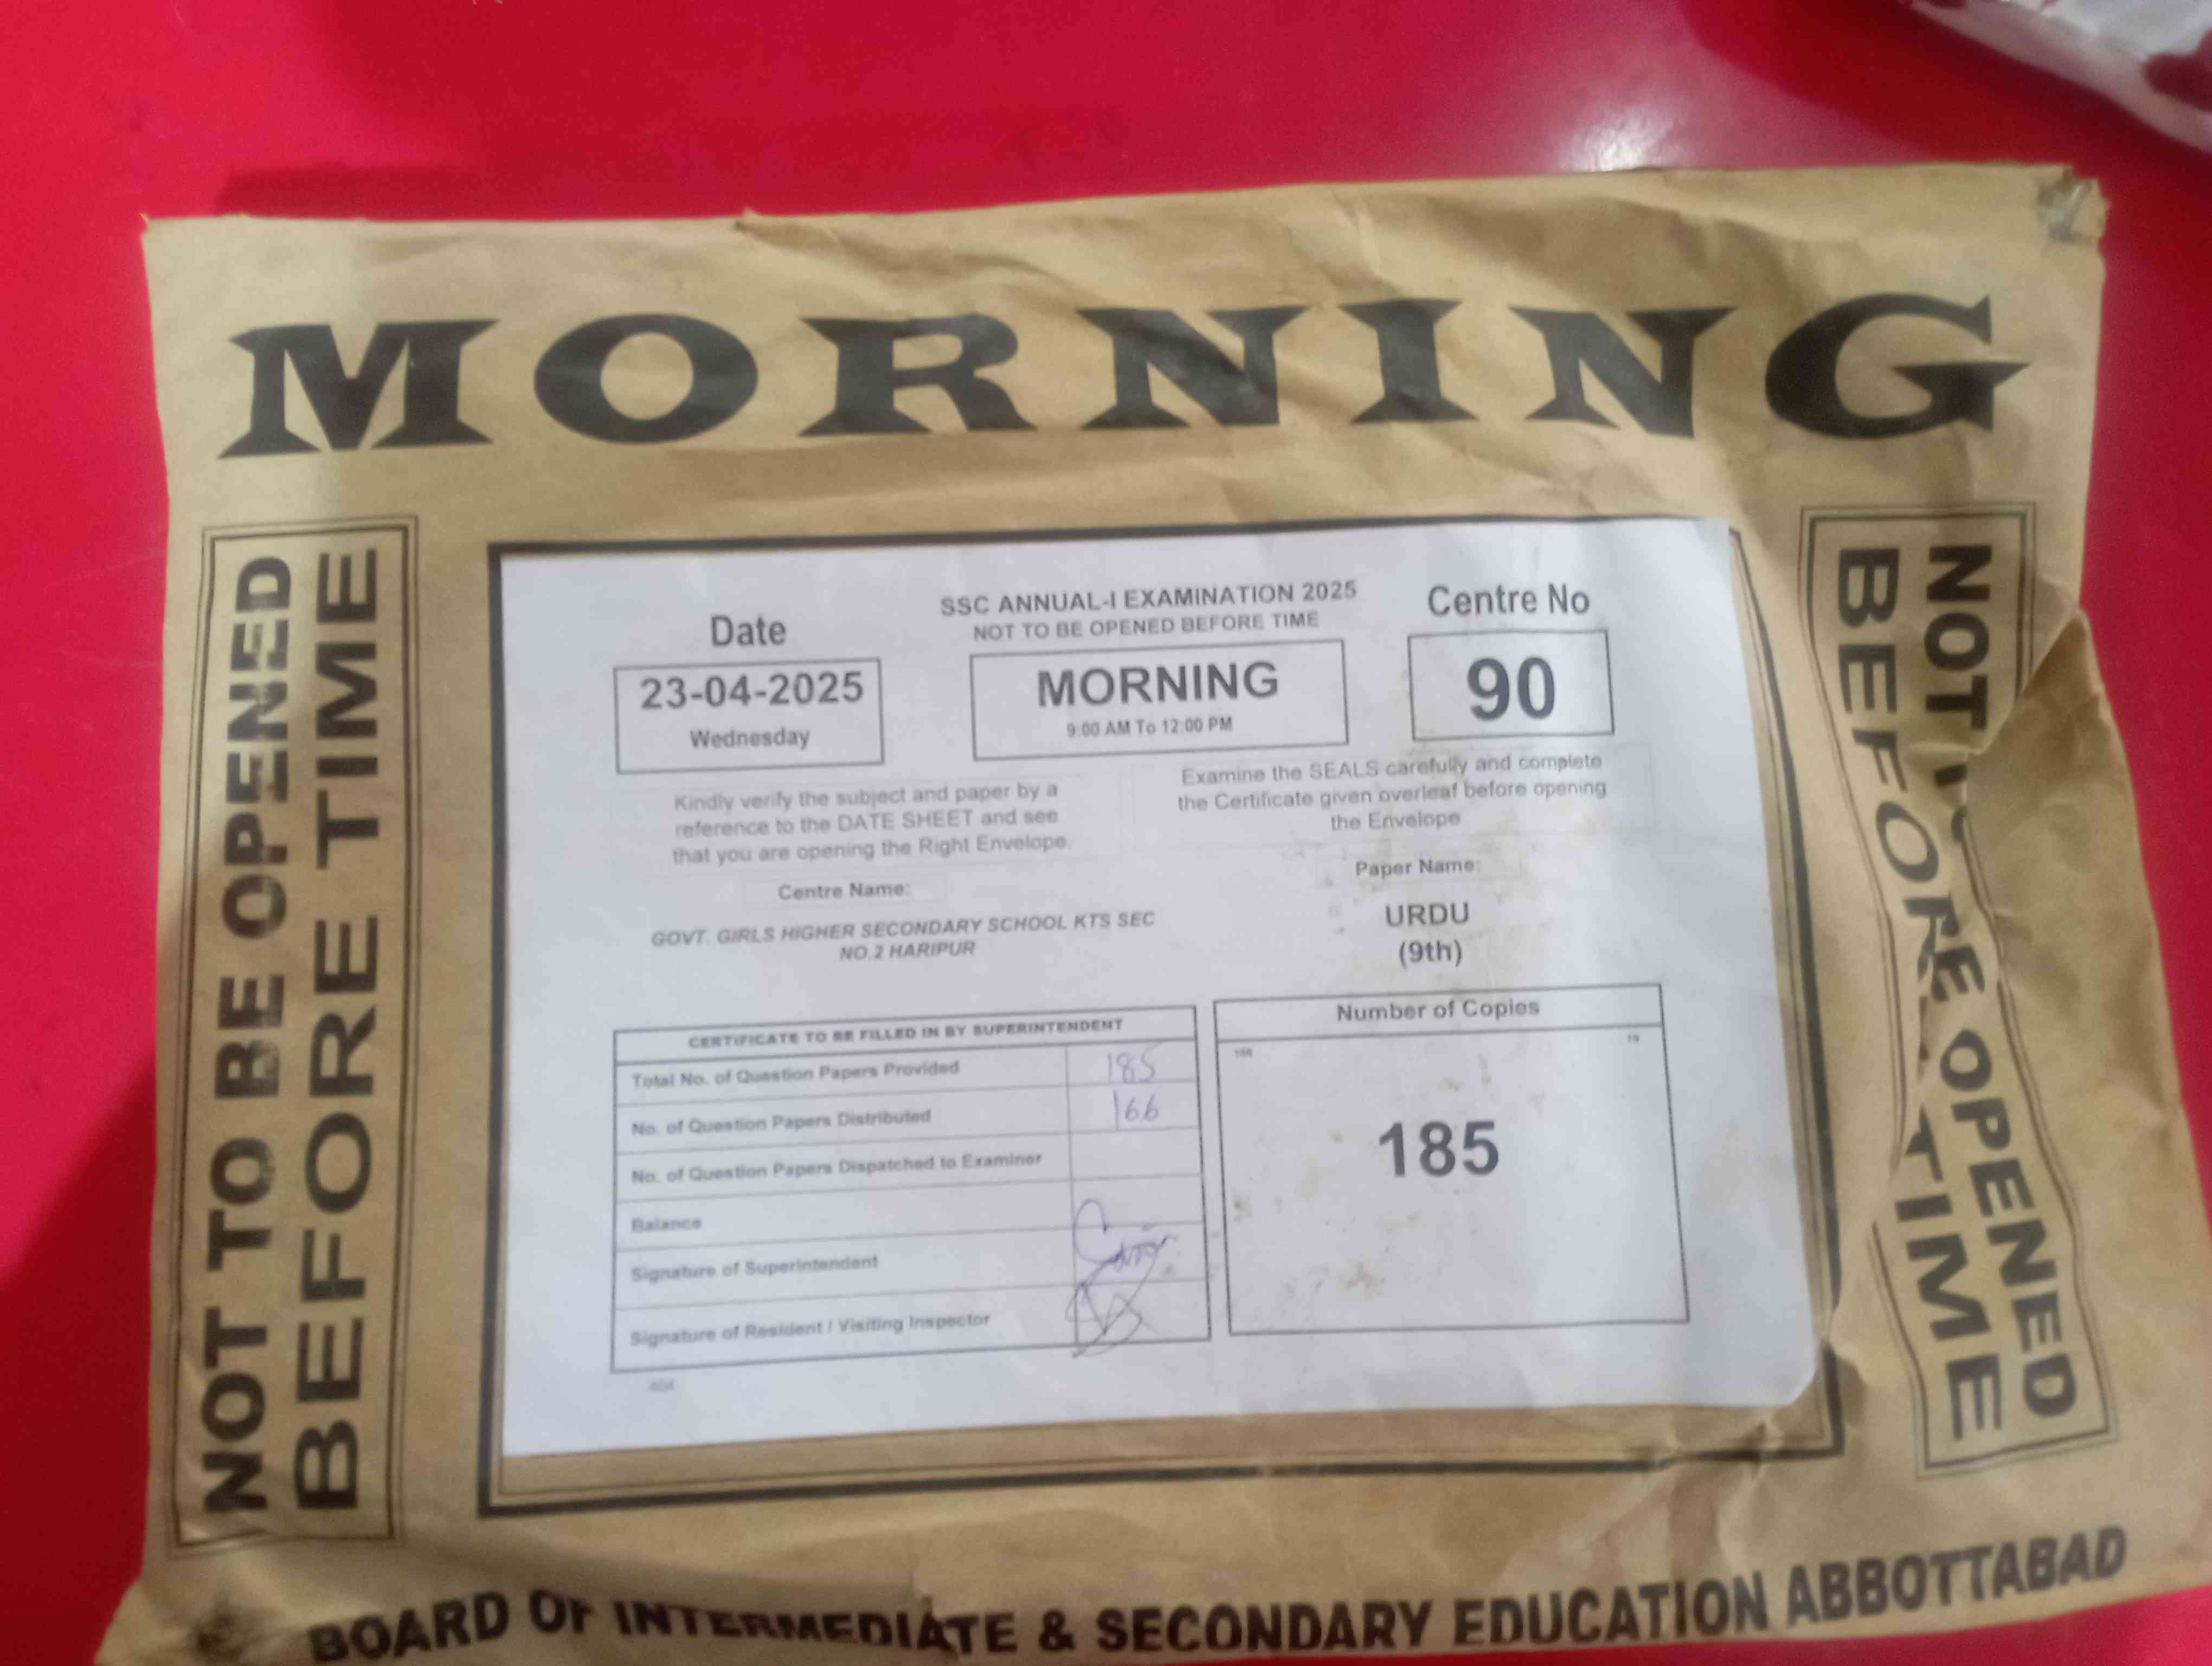 MORNING
NOT TO BE OPENED
BEFORE TIME
SSC ANNUAL-I EXAMINATION 2025
NOT TO BE OPENED BEFORE TIME
Date
23-04-2025
Wednesday
MORNING
9:00 AM To 12:00 PM
Centre No
90
Kindly verify the subject and paper by a
reference to the DATE SHEET and see
that you are opening the Right Envelope.
Examine the SEALS carefully and complete
the Certificate given overleaf before opening
the Envelope
Centre Name:
GOVT. GIRLS HIGHER SECONDARY SCHOOL KTS SEC
NO.2 HARIPUR
Paper Name:
URDU
(9th)
CERTIFICATE TO BE FILLED IN BY SUPERINTENDENT
Total No. of Question Papers Provided 185
No. of Question Papers Distributed 166
No. of Question Papers Dispatched to Examiner
Balance
Signature of Superintendent
Signature of Resident / Visiting Inspector
Number of Copies
185
NOT OPENED
BEFORE TIME
BOARD OF INTERMEDIATE & SECONDARY EDUCATION ABBOTTABAD